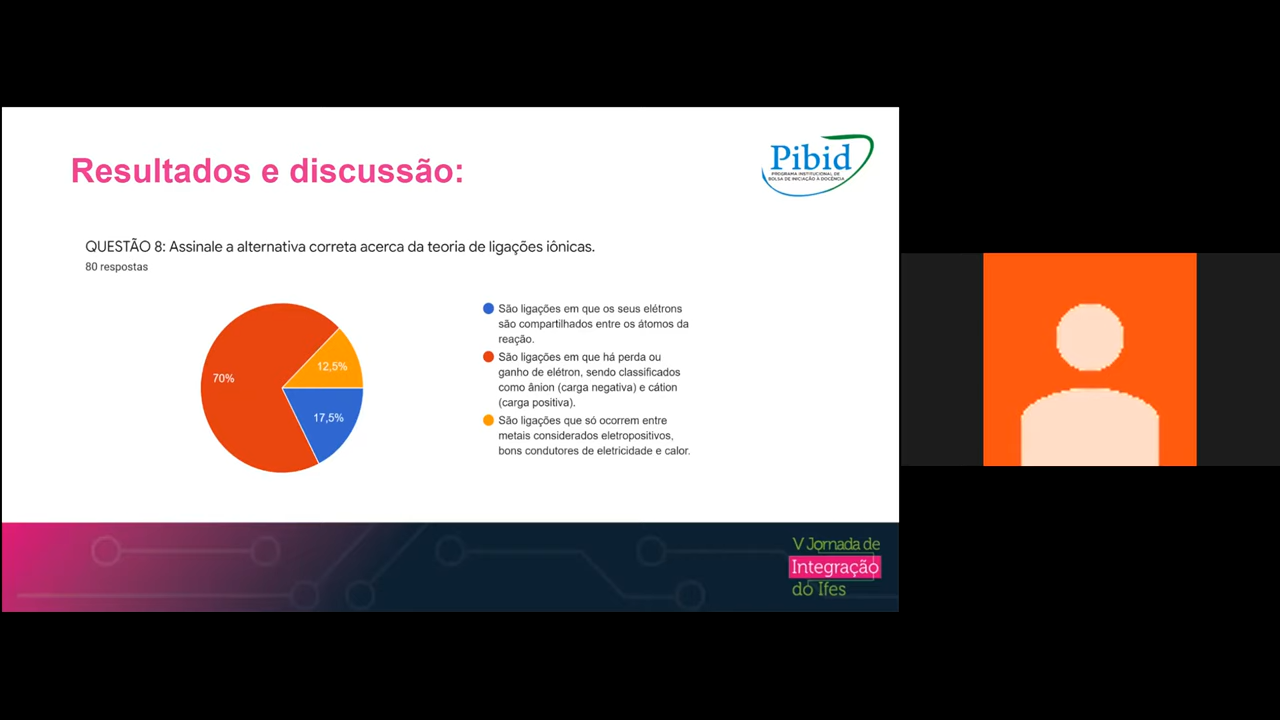 Resultados e discussão:
Pibid
PROGRAMA INSTITUCIONAL DE
BOLSA DE INICIAÇÃO À DOCÊNCIA
QUESTÃO 8: Assinale a alternativa correta acerca da teoria de ligações iônicas.
80 respostas
70%
12,5%
17,5%
São ligações em que os seus elétrons
são compartilhados entre os átomos da
reação.
São ligações em que há perda ou
ganho de elétron, sendo classificados
como ânion (carga negativa) e cátion
(carga positiva).
São ligações que só ocorrem entre
metais considerados eletropositivos,
bons condutores de eletricidade e calor.
V Jornada de
Integração
do Ifes